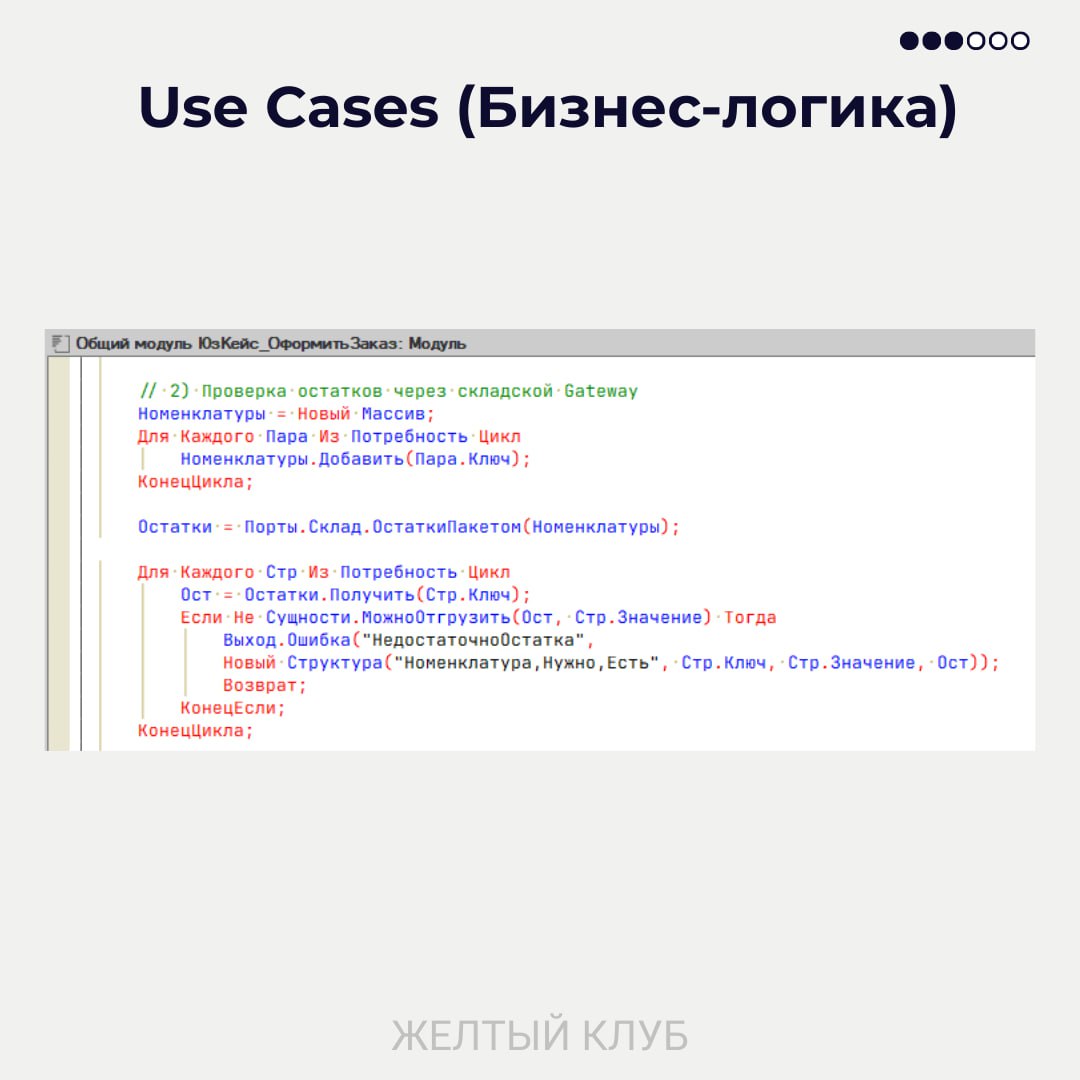 Use Cases (Бизнес-логика)
Общий модуль ЮзКейс_ОформитьЗаказ: Модуль
// 2) Проверка остатков через складской Gateway
Номенклатуры = Новый Массив;
Для Каждого Пара Из Потребность Цикл
Номенклатуры.Добавить(Пара.Ключ);
КонецЦикла;
Остатки = Порты.Склад.ОстаткиПакетом(Номенклатуры);
Для Каждого Стр Из Потребность Цикл
Ост = Остатки.Получить(Стр.Ключ);
Если Не Сущности.МожноОтгрузить(Ост, Стр.Значение) Тогда
Выход.Ошибка("НедостаточноОстатка",
Новый Структура("Номенклатура,Нужно,Есть", Стр.Ключ, Стр.Значение, Ост));
Возврат;
КонецЕсли;
КонецЦикла;
ЖЕЛТЫЙ КЛУБ